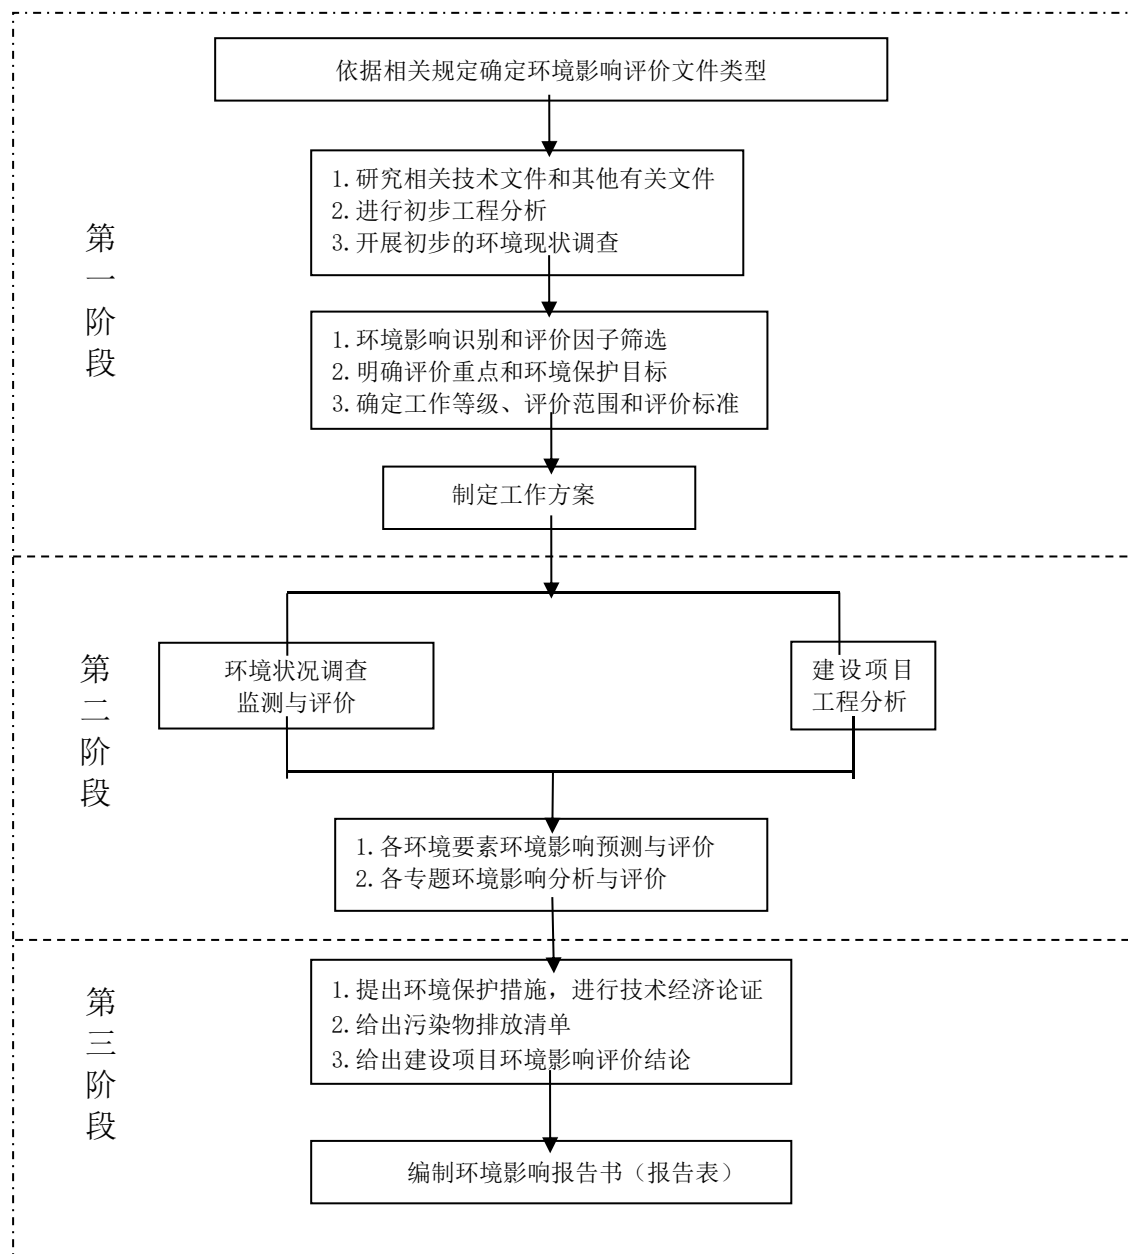 依据相关规定确定环境影响评价文件类型
1.研究相关技术文件和其他有关文件
2.进行初步工程分析
3.开展初步的环境现状调查
第一阶段
1.环境影响识别和评价因子筛选
2.明确评价重点和环境保护目标
3.确定工作等级、评价范围和评价标准
制定工作方案
第二阶段
环境状况调查
监测与评价
建设项目
工程分析
1.各环境要素环境影响预测与评价
2.各专题环境影响分析与评价
第三阶段
1.提出环境保护措施，进行技术经济论证
2.给出污染物排放清单
3.给出建设项目环境影响评价结论
编制环境影响报告书（报告表）